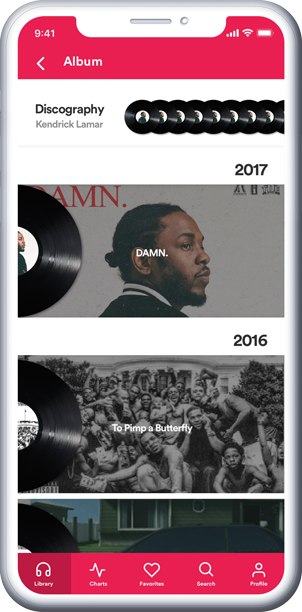 9:41
Album
Discography
Kendrick Lamar
2017
DAMN.
DAMN.
2016
To Pimp a Butterfly
Library
Charts
Favorites
Search
Profile